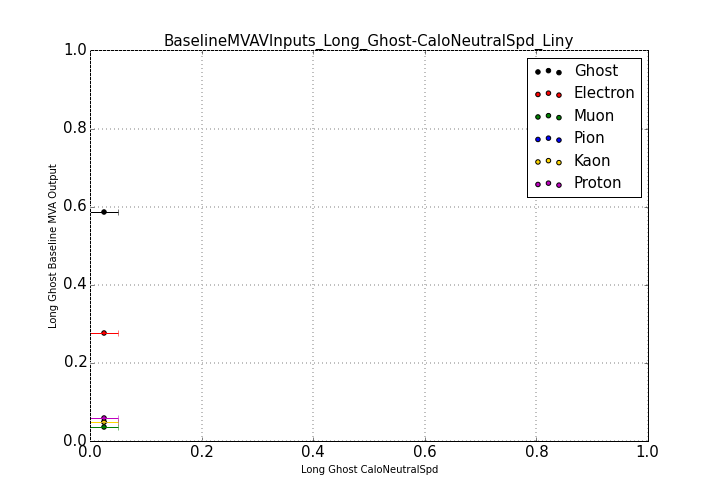 BaselineMVAVInputs_Long_Ghost-CaloNeutralSpd_Liny
1.0
0.8
0.6
0.4
0.2
0.0
Long Ghost Baseline MVA Output
Ghost
Electron
Muon
Pion
Kaon
Proton
0.0 0.2 0.4 0.6 0.8 1.0
Long Ghost CaloNeutralSpd